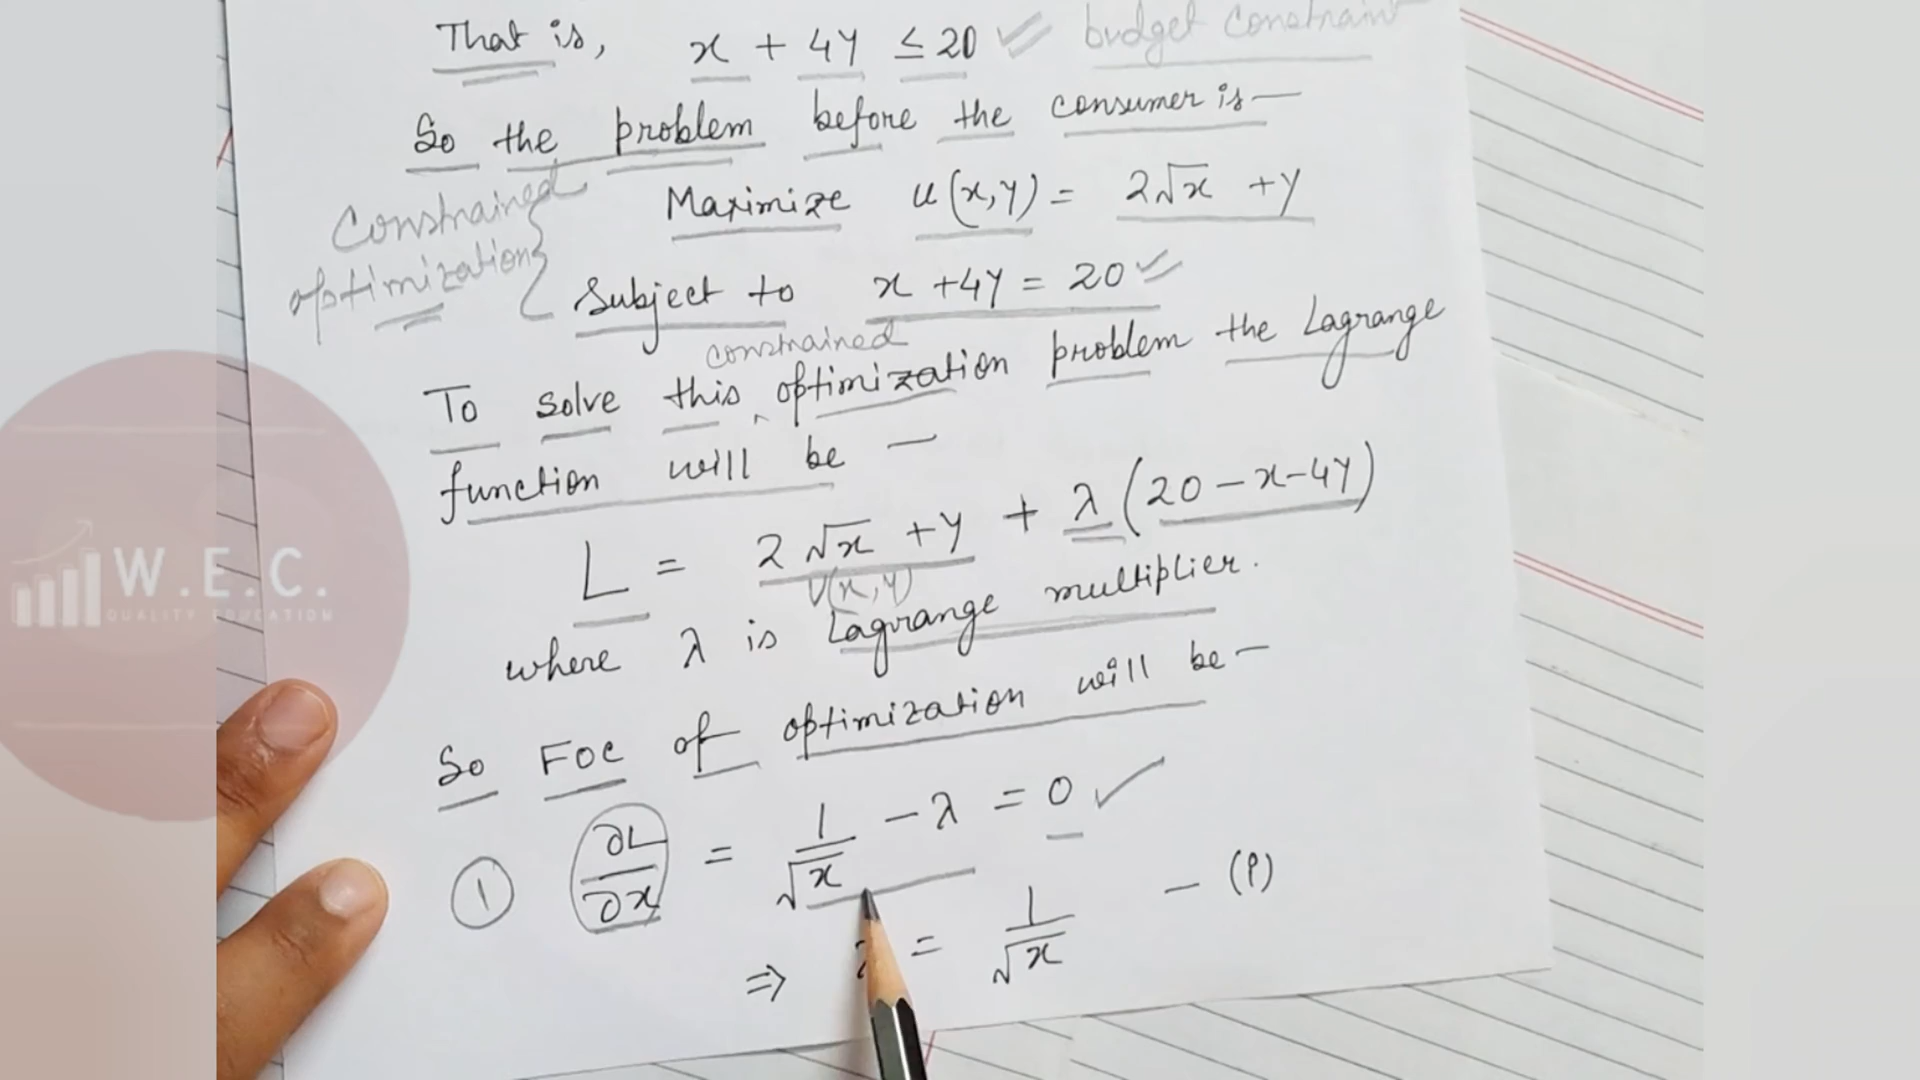 That is, x + 4y ≤ 20 budget constraint
So the problem before the consumer is —
Constrained optimization
Maximize u(x,y) = 2√x + y
Subject to x + 4y = 20
constrained
To solve this optimization problem the Lagrange
function will be —
L = 2√x + y + λ(20 - x - 4y)
U(x,y)
where λ is Lagrange multiplier.
So FOC of optimization will be —
① ∂L/∂x = 1/√x - λ = 0
⇒ = 1/√x — (P)
W.E.C.
QUALITY EDUCATION